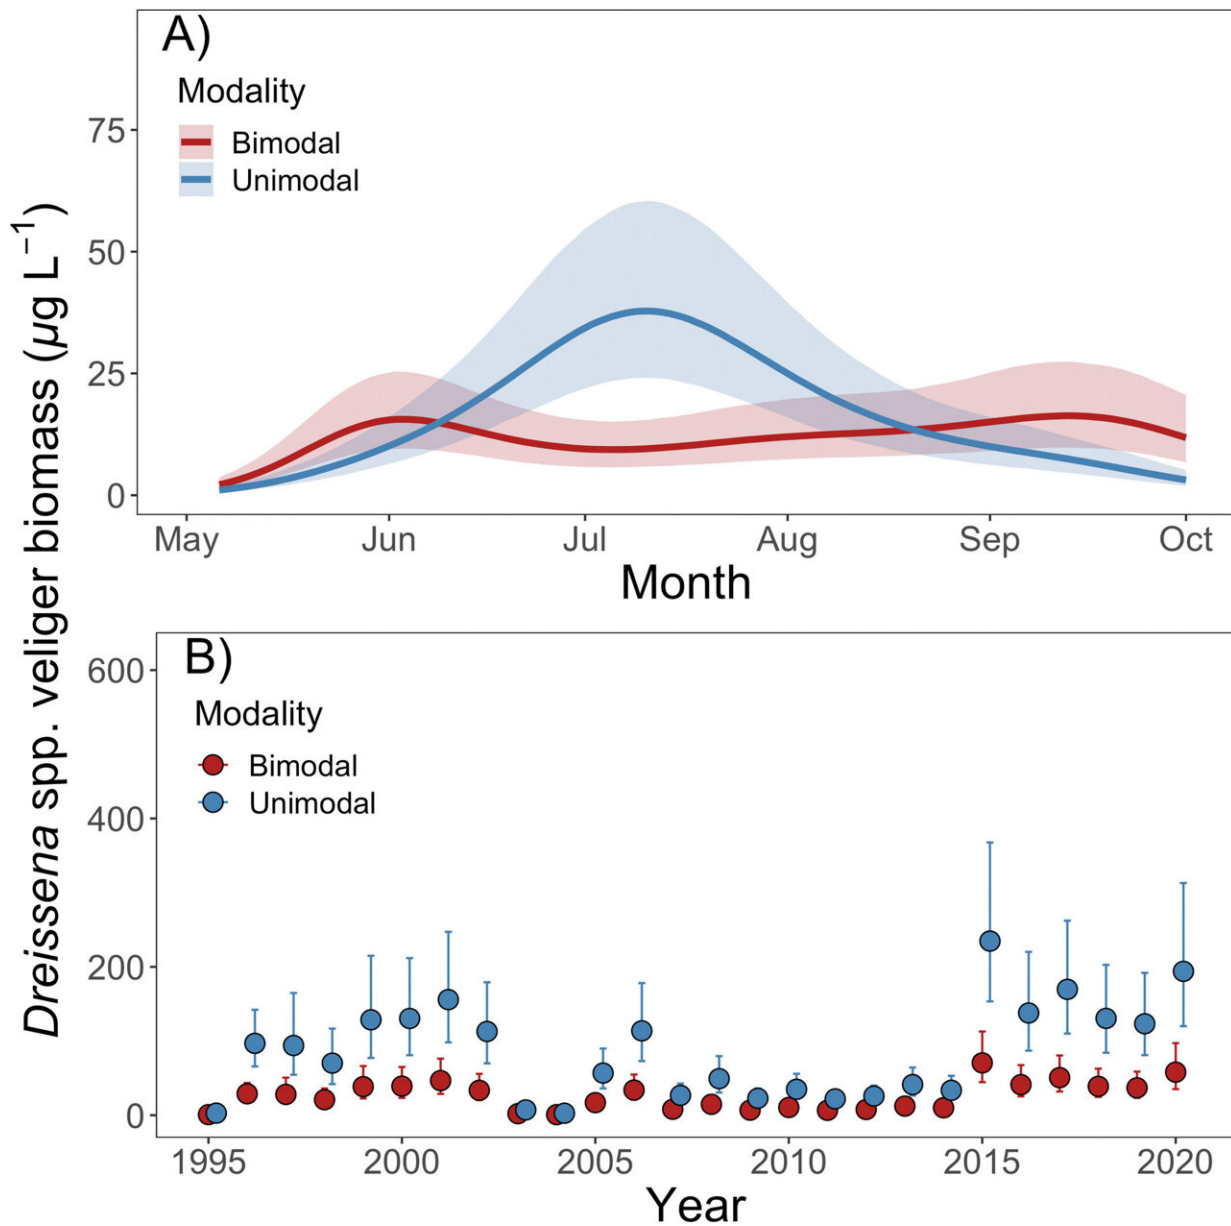 A)
Modality
Bimodal
Unimodal
75
50
25
0
May Jun Jul Aug Sep Oct
Month
Dreissena spp. veliger biomass (µg L⁻¹)
B)
Modality
Bimodal
Unimodal
600
400
200
0
1995 2000 2005 2010 2015 2020
Year